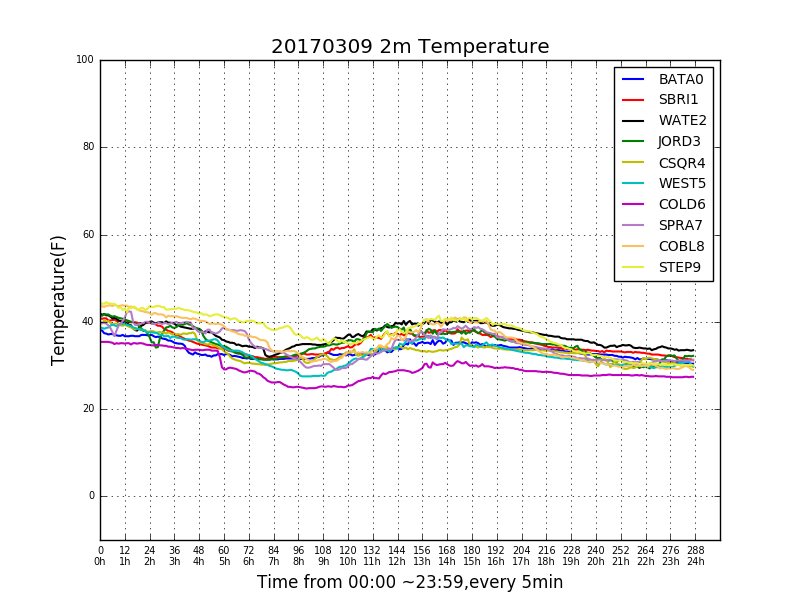 20170309 2m Temperature
100
80
60
40
20
0
Temperature(F)
BATA0
SBRI1
WATE2
JORD3
CSQR4
WEST5
COLD6
SPRA7
COBL8
STEP9
0 12 24 36 48 60 72 84 96 108 120 132 144 156 168 180 192 204 216 228 240 252 264 276 288
0h 1h 2h 3h 4h 5h 6h 7h 8h 9h 10h 11h 12h 13h 14h 15h 16h 17h 18h 19h 20h 21h 22h 23h 24h
Time from 00:00 ~23:59,every 5min